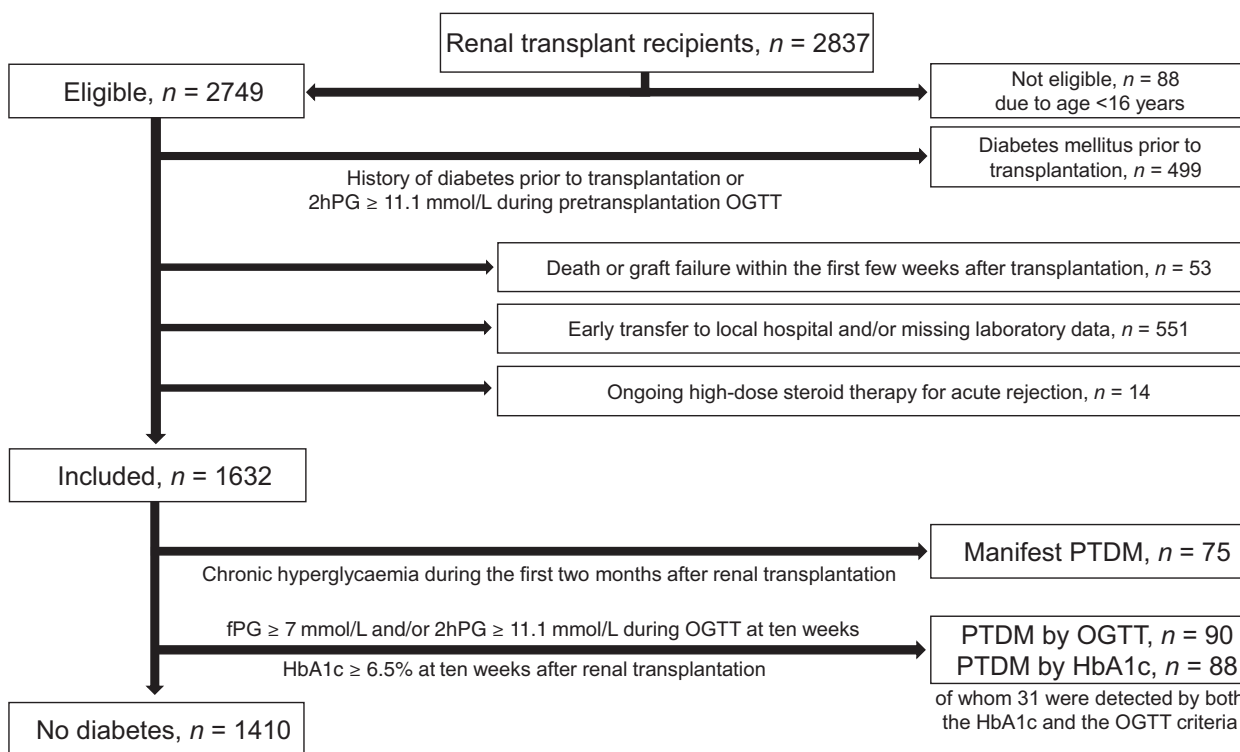 Renal transplant recipients, n = 2837
Eligible, n = 2749
Not eligible, n = 88
due to age <16 years
Diabetes mellitus prior to
transplantation, n = 499
History of diabetes prior to transplantation or
2hPG ≥ 11.1 mmol/L during pretransplantation OGTT
Death or graft failure within the first few weeks after transplantation, n = 53
Early transfer to local hospital and/or missing laboratory data, n = 551
Ongoing high-dose steroid therapy for acute rejection, n = 14
Included, n = 1632
Manifest PTDM, n = 75
Chronic hyperglycaemia during the first two months after renal transplantation
fPG ≥ 7 mmol/L and/or 2hPG ≥ 11.1 mmol/L during OGTT at ten weeks
HbA1c ≥ 6.5% at ten weeks after renal transplantation
PTDM by OGTT, n = 90
PTDM by HbA1c, n = 88
of whom 31 were detected by both
the HbA1c and the OGTT criteria
No diabetes, n = 1410